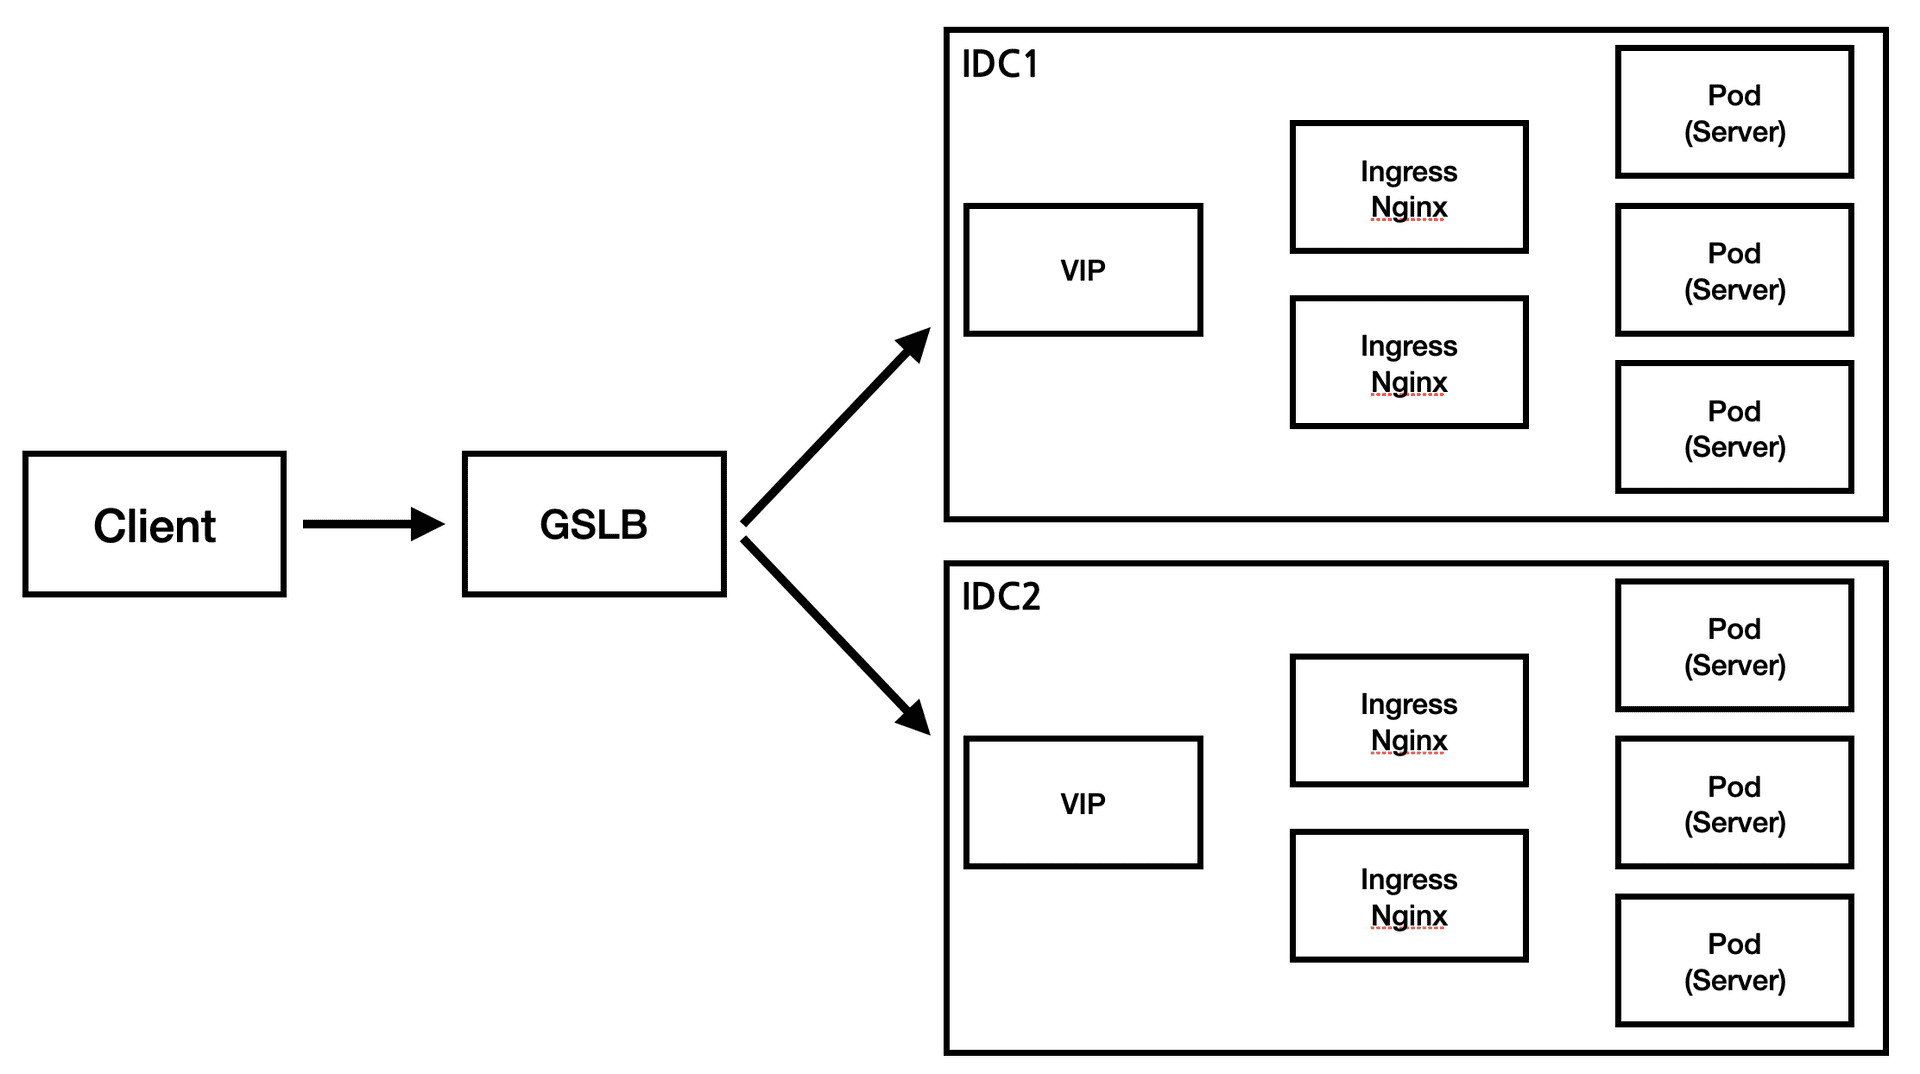 Client
GSLB
IDC1
VIP
Ingress
Nginx
Ingress
Nginx
Pod
(Server)
Pod
(Server)
Pod
(Server)
IDC2
VIP
Ingress
Nginx
Ingress
Nginx
Pod
(Server)
Pod
(Server)
Pod
(Server)